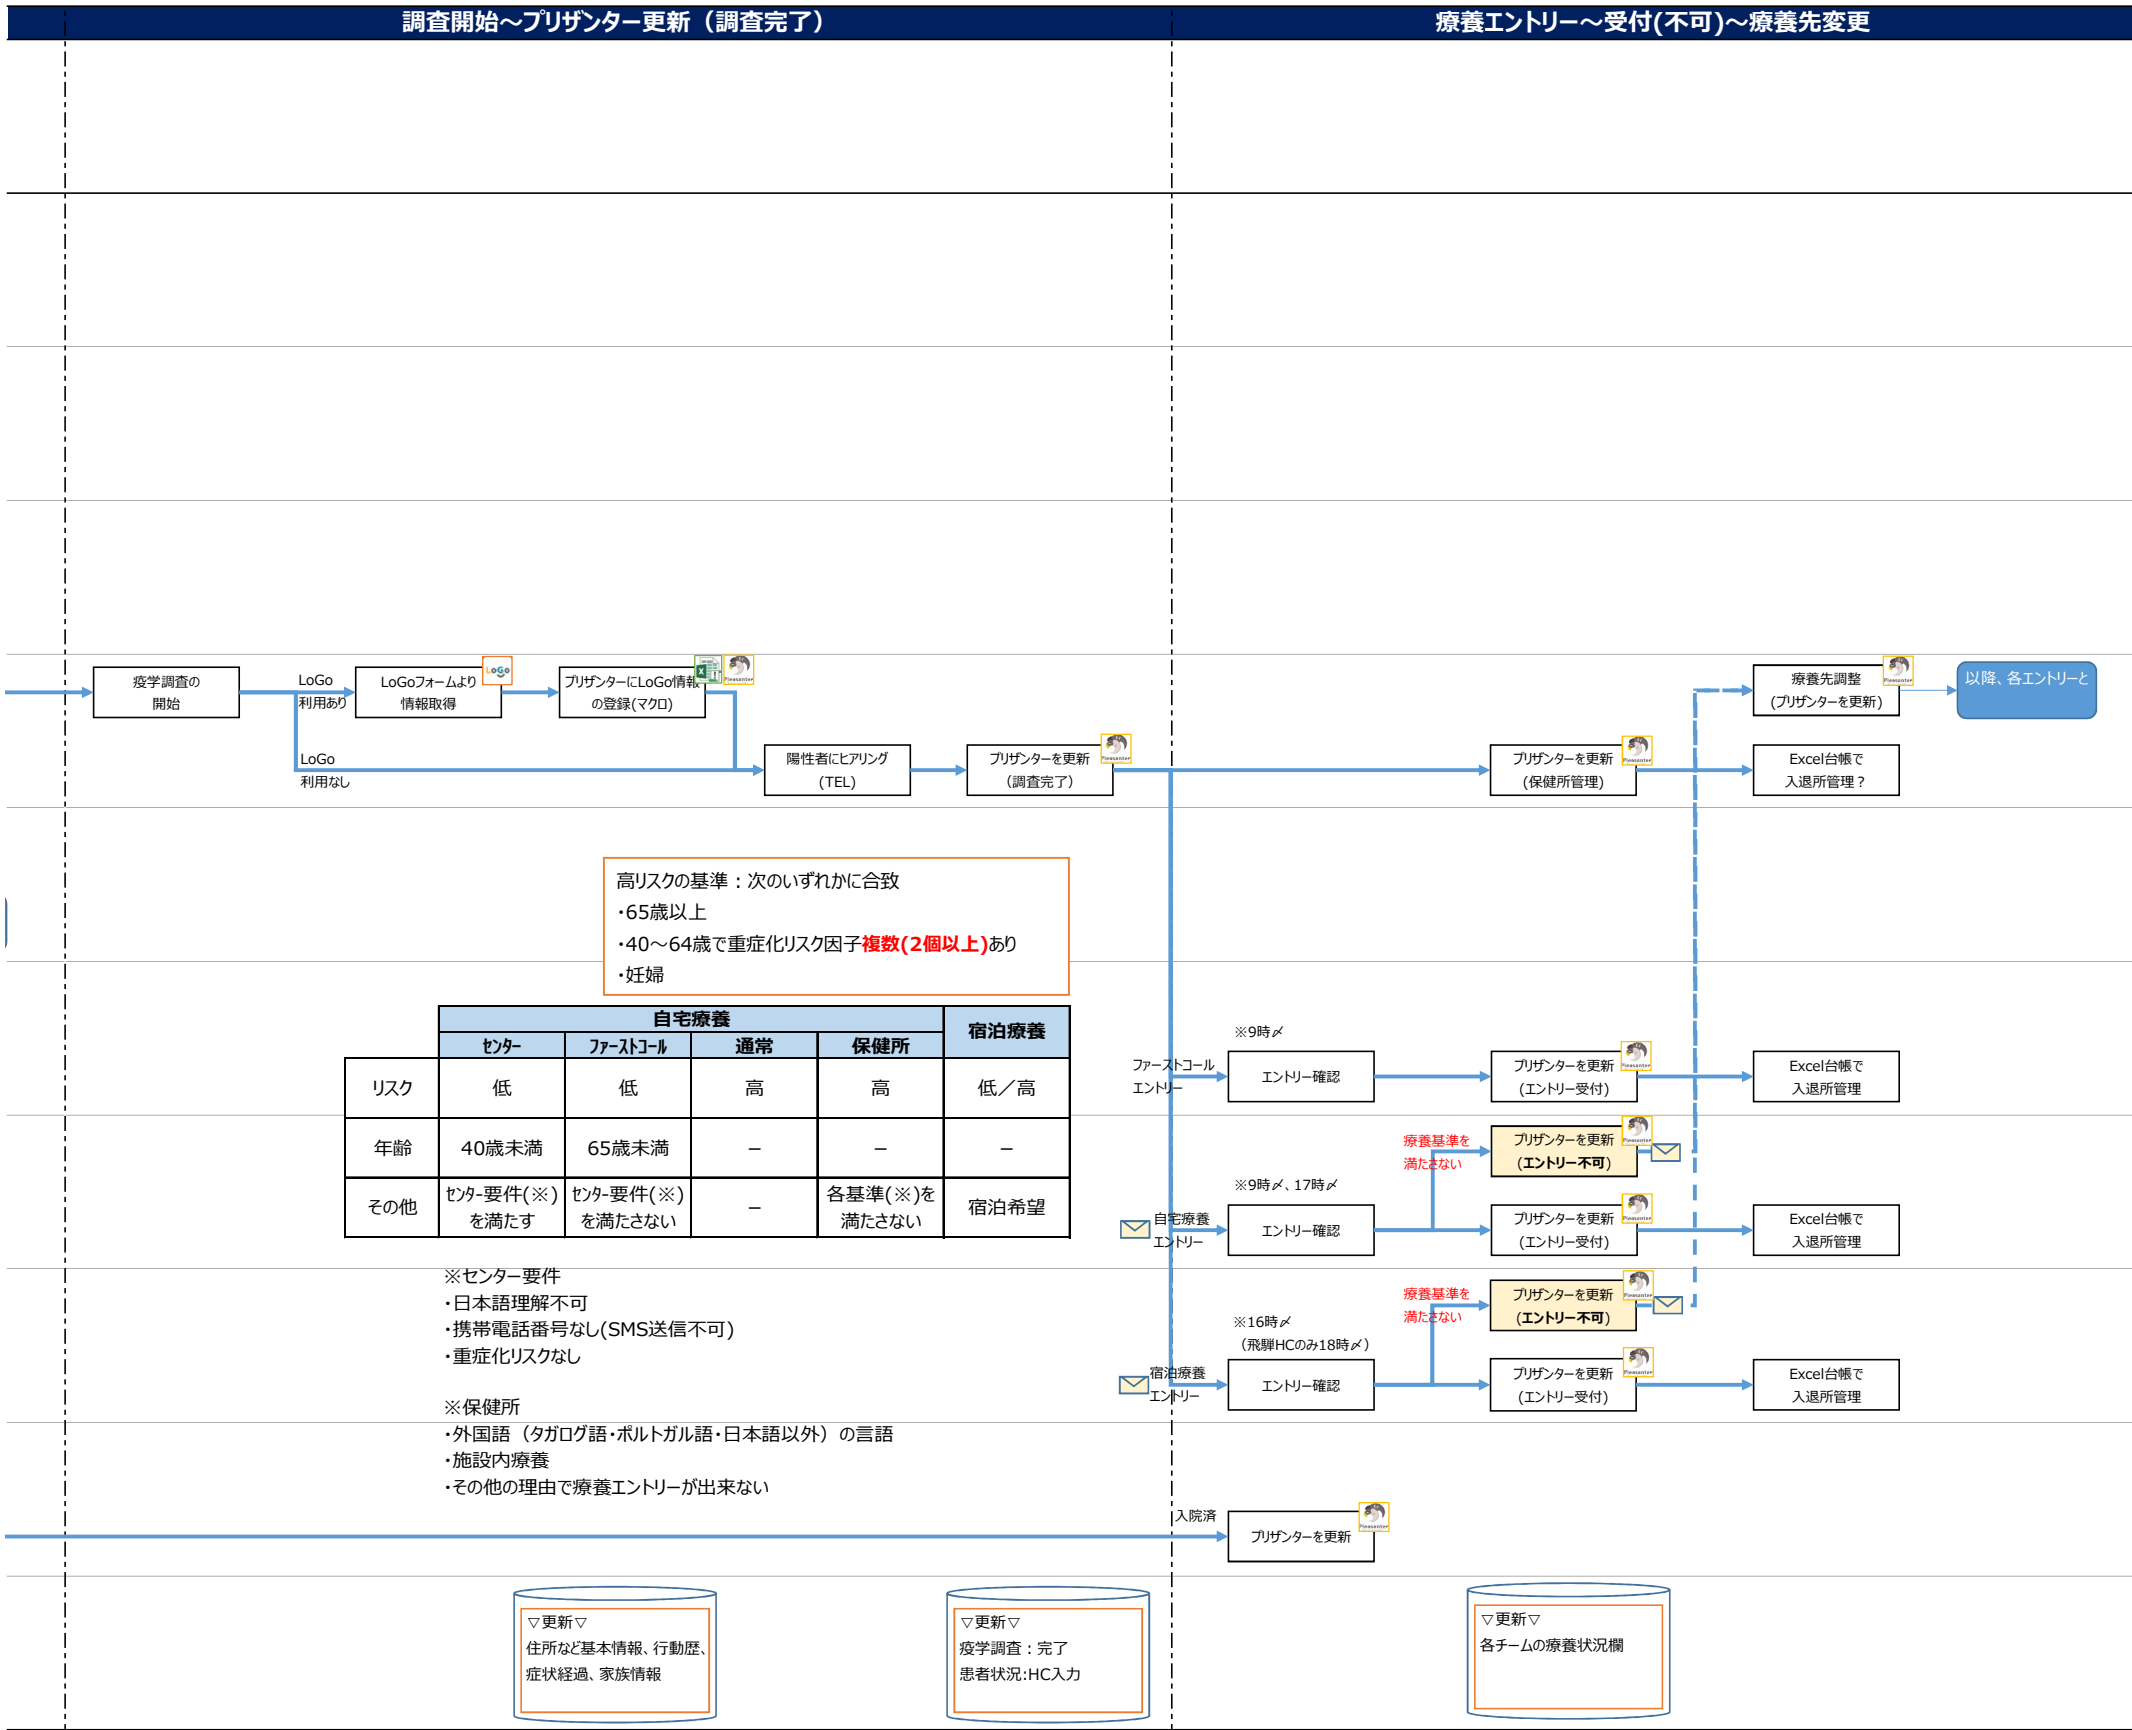 調査開始～プリザンター更新（調査完了）
療養エントリー～受付(不可)～療養先変更
疫学調査の
開始
LoGo
利用あり
LoGoフォームより
情報取得
LoGo
プリザンターにLoGo情報
の登録(マクロ)
Pleasanter
LoGo
利用なし
陽性者にヒアリング
(TEL)
プリザンターを更新
（調査完了）
Pleasanter
プリザンターを更新
(保健所管理)
Pleasanter
療養先調整
(プリザンターを更新)
Pleasanter
以降、各エントリーと
Excel台帳で
入退所管理？
高リスクの基準：次のいずれかに合致
・65歳以上
・40～64歳で重症化リスク因子複数(2個以上)あり
・妊婦
自宅療養 宿泊療養
センター ファーストコール 通常 保健所
リスク 低 低 高 高 低／高
年齢 40歳未満 65歳未満 － － －
その他 センター要件(※)を満たす センター要件(※)を満たさない － 各基準(※)を満たさない 宿泊希望
※センター要件
・日本語理解不可
・携帯電話番号なし(SMS送信不可)
・重症化リスクなし
※保健所
・外国語（タガログ語・ポルトガル語・日本語以外）の言語
・施設内療養
・その他の理由で療養エントリーが出来ない
※9時〆
ファーストコール
エントリー
エントリー確認
プリザンターを更新
(エントリー受付)
Pleasanter
Excel台帳で
入退所管理
療養基準を
満たさない
プリザンターを更新
(エントリー不可)
Pleasanter
※9時〆、17時〆
自宅療養
エントリー
エントリー確認
プリザンターを更新
(エントリー受付)
Pleasanter
Excel台帳で
入退所管理
療養基準を
満たさない
プリザンターを更新
(エントリー不可)
Pleasanter
※16時〆
（飛騨HCのみ18時〆）
宿泊療養
エントリー
エントリー確認
プリザンターを更新
(エントリー受付)
Pleasanter
Excel台帳で
入退所管理
入院済
プリザンターを更新
Pleasanter
▽更新▽
住所など基本情報、行動歴、
症状経過、家族情報
▽更新▽
疫学調査：完了
患者状況:HC入力
▽更新▽
各チームの療養状況欄